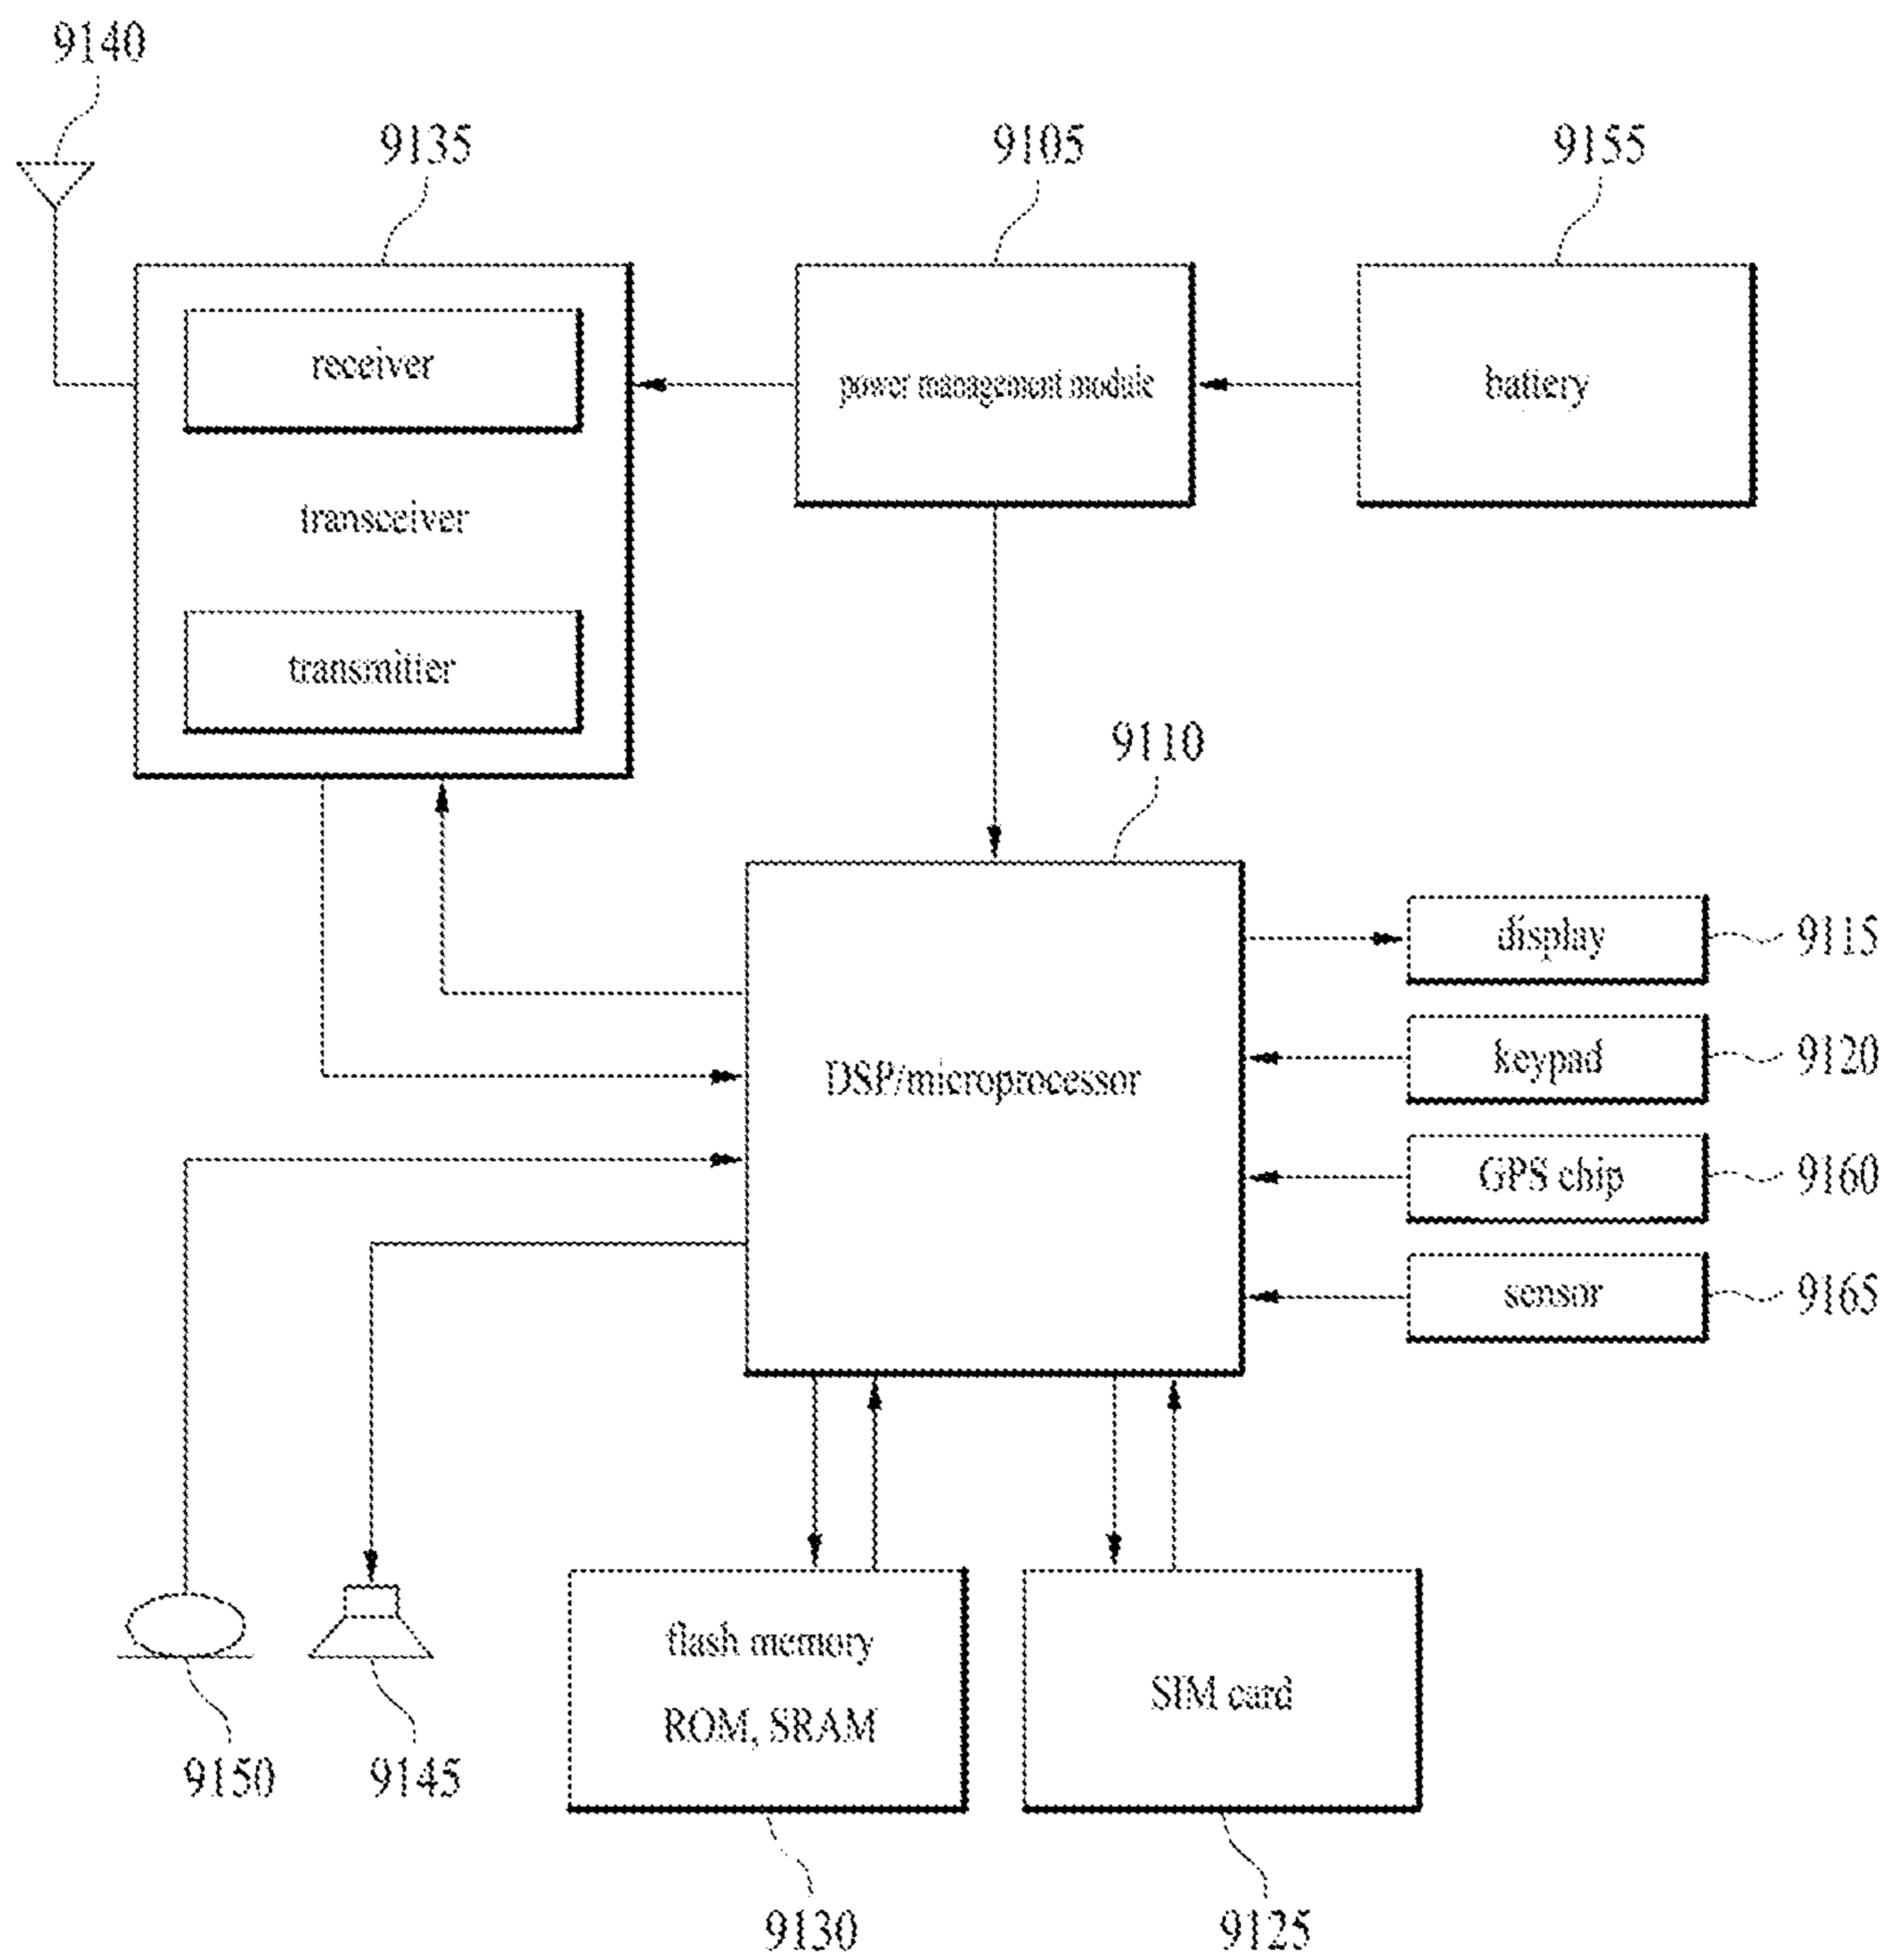 9140
9135
9105
9155
receiver
power management module
battery
transceiver
transmitter
9110
display
9115
DSP/microprocessor
keypad
9120
GPS chip
9160
sensor
9165
flash memory
ROM, SRAM
SIM card
9150
9145
9130
9125